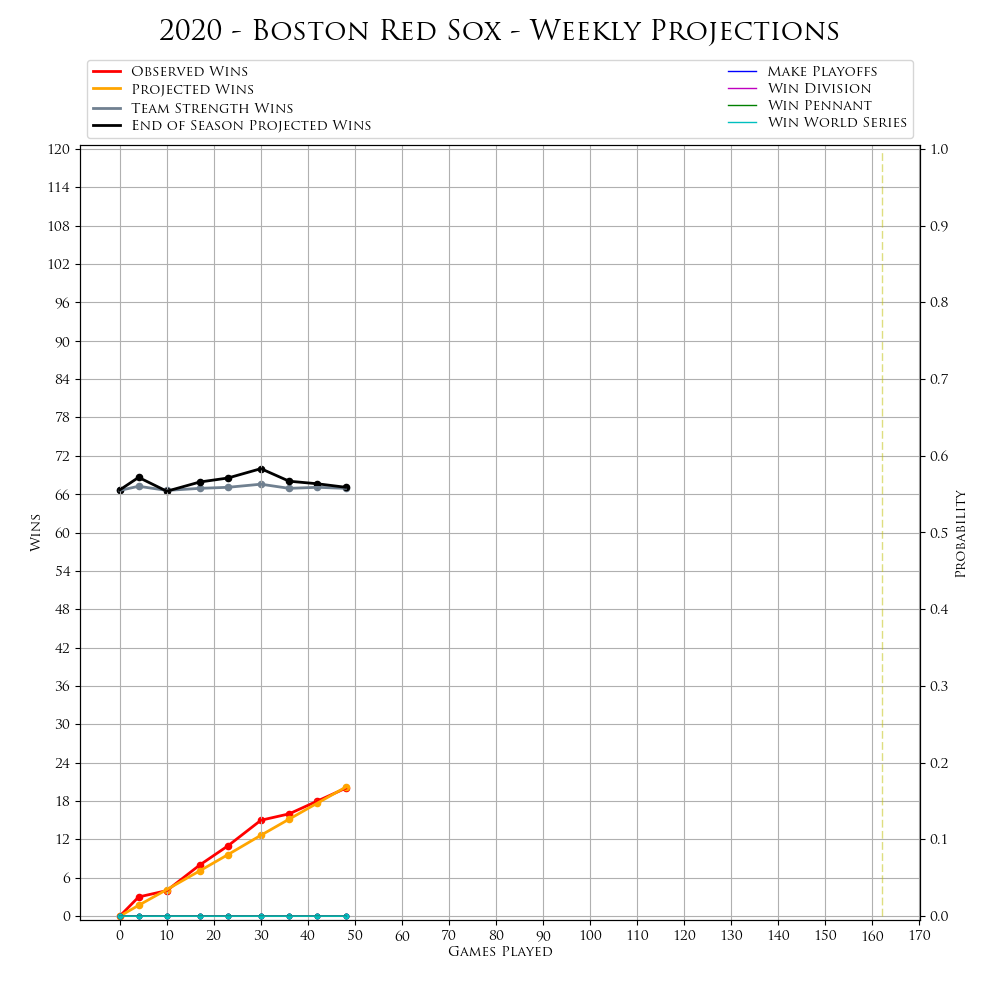 2020 - Boston Red Sox - Weekly Projections
Observed Wins
Projected Wins
Team Strength Wins
End of Season Projected Wins
Make Playoffs
Win Division
Win Pennant
Win World Series
120
114
108
102
96
90
84
78
72
66
60
54
48
42
36
30
24
18
12
6
0
Wins
1.0
0.9
0.8
0.7
0.6
0.5
0.4
0.3
0.2
0.1
0.0
Probability
0 10 20 30 40 50 60 70 80 90 100 110 120 130 140 150 160 170
Games Played